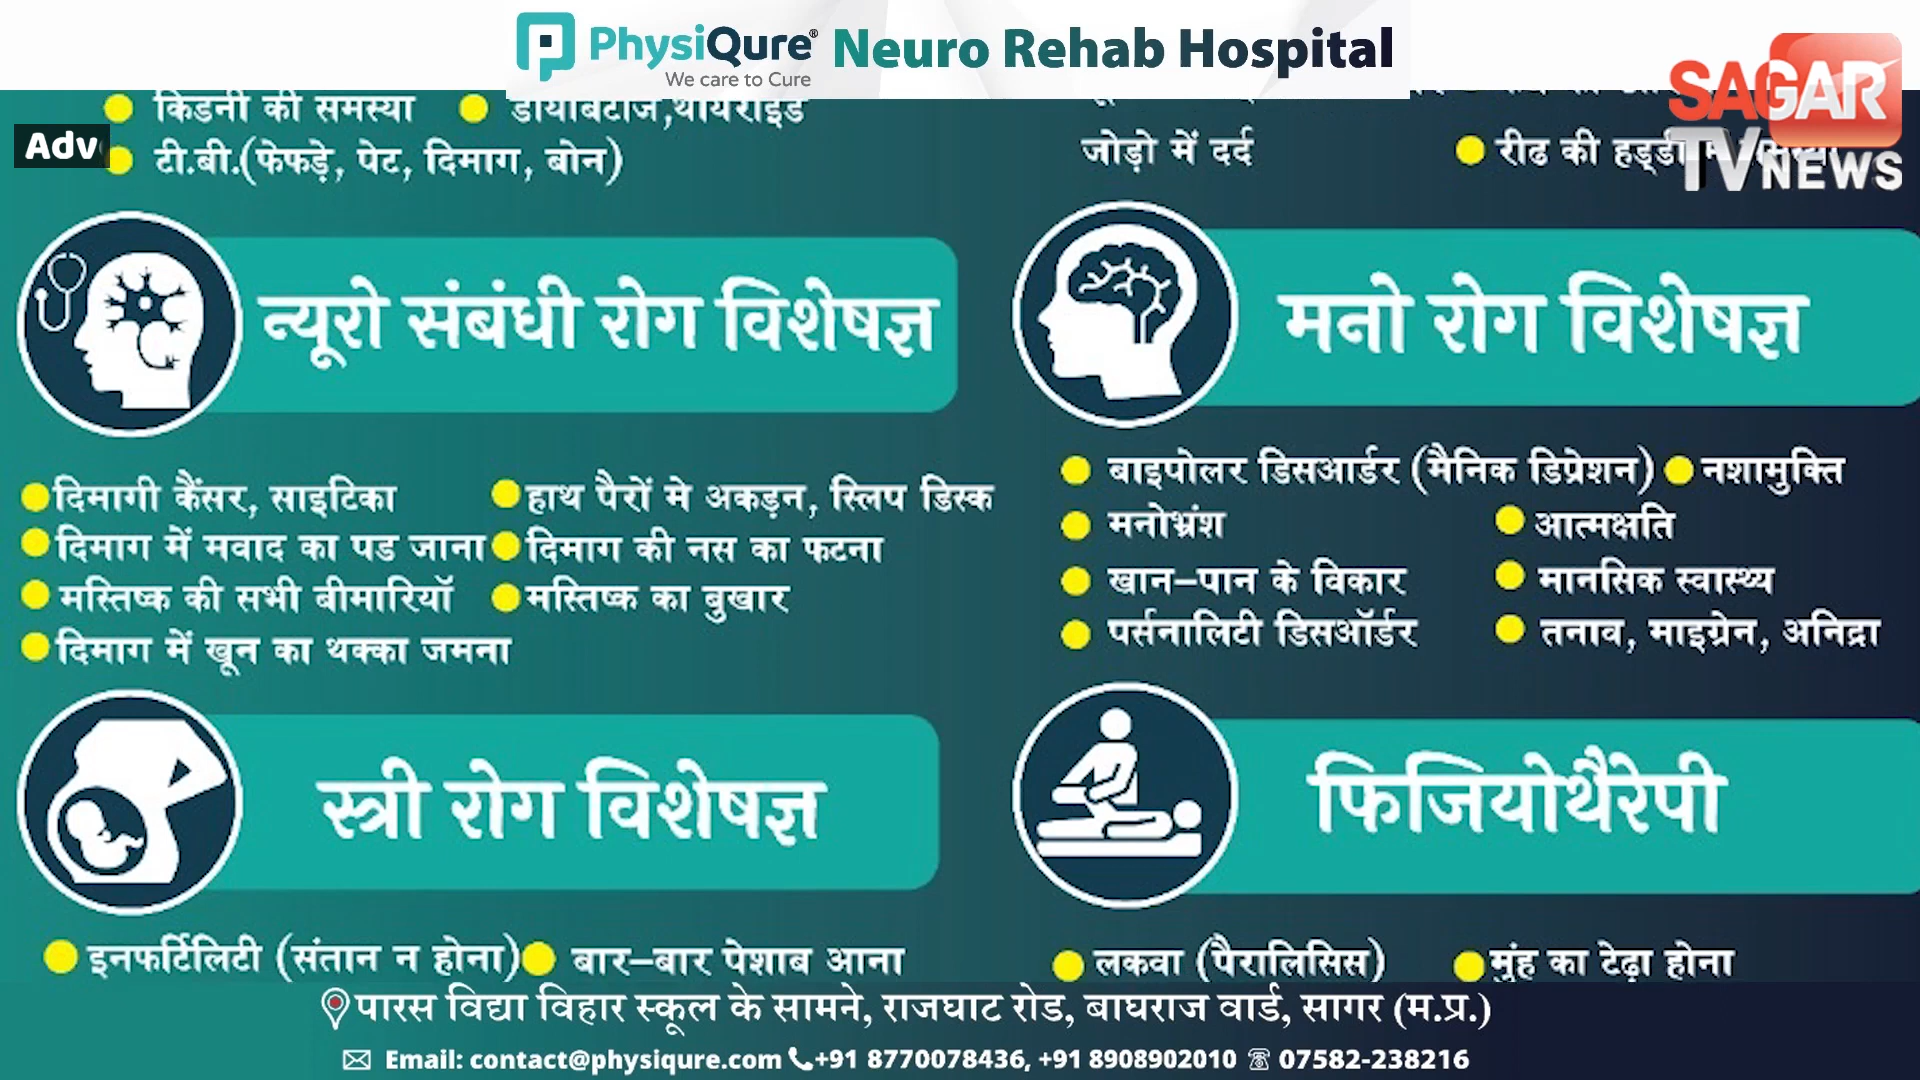 PhysiQure® Neuro Rehab Hospital
We care to Cure
SAGAR
TV NEWS
Adv
किडनी की समस्या
डायबिटीज,थायराइड
टी.बी.(फेफड़े, पेट, दिमाग, बोन)
जोड़ो में दर्द
रीढ की हड्डी
न्यूरो संबंधी रोग विशेषज्ञ
दिमागी कैंसर, साइटिका
हाथ पैरों मे अकड़न, स्लिप डिस्क
दिमाग में मवाद का पड जाना
दिमाग की नस का फटना
मस्तिष्क की सभी बीमारियॉ
मस्तिष्क का बुखार
दिमाग में खून का थक्का जमना
मनो रोग विशेषज्ञ
बाइपोलर डिसआर्डर (मैनिक डिप्रेशन)
नशामुक्ति
मनोभ्रंश
आत्मक्षति
खान–पान के विकार
मानसिक स्वास्थ्य
पर्सनालिटी डिसऑर्डर
तनाव, माइग्रेन, अनिद्रा
स्त्री रोग विशेषज्ञ
इनफर्टिलिटी (संतान न होना)
बार–बार पेशाब आना
फिजियोथैरेपी
लकवा (पैरालिसिस)
मुंह का टेढ़ा होना
पारस विद्या विहार स्कूल के सामने, राजघाट रोड, बाघराज वार्ड, सागर (म.प्र.)
Email: contact@physiqure.com +91 8770078436, +91 8908902010 07582-238216